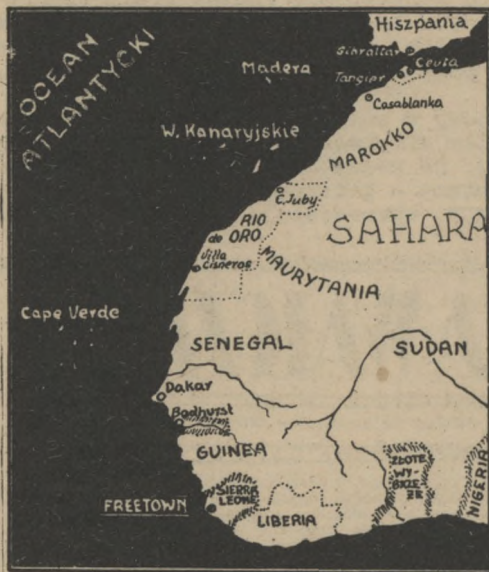 Hiszpania
OCEAN
ATLANTYCKI
Gibraltar
Ceuta
Madera
Tangier
Casablanka
W. Kanaryjskie
MAROKKO
C. Juby
RIO
de ORO
SAHARA
Villa
Cisneros
MAURYTANIA
Cape Verde
SENEGAL
SUDAN
Dakar
Badhurst
GUINEA
ZŁOTE
WY-
BRZE
ŻE
NIGERIA
SIERRA
LEONE
FREETOWN
LIBERIA